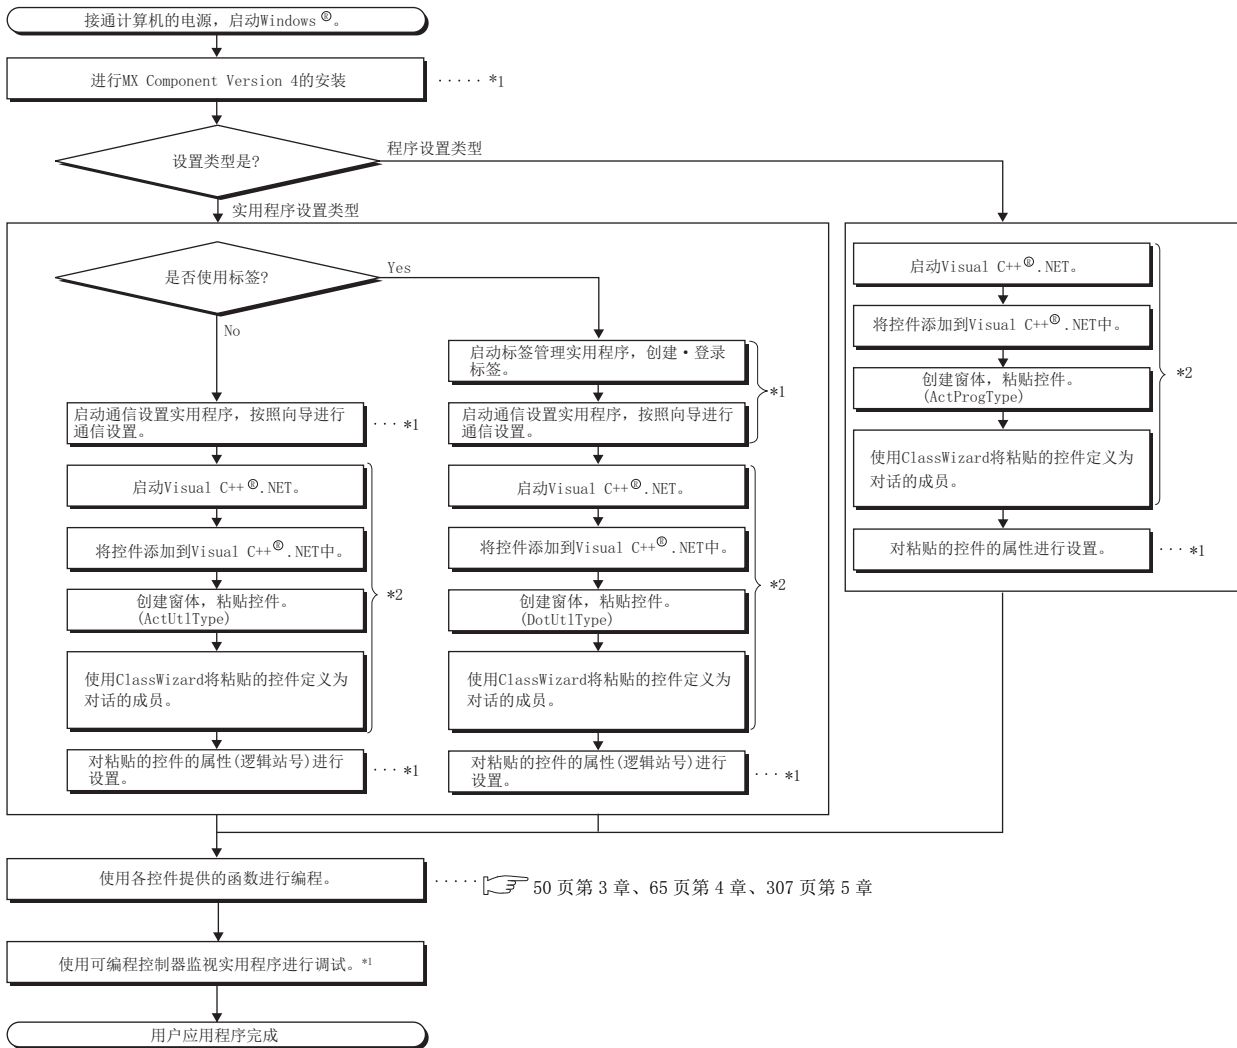 接通计算机的电源，启动Windows®。
进行MX Component Version 4的安装
····· *1
设置类型是?
程序设置类型
实用程序设置类型
是否使用标签?
Yes
No
启动标签管理实用程序，创建·登录
标签。
启动通信设置实用程序，按照向导进行
通信设置。
*1
启动通信设置实用程序，按照向导进行
通信设置。
··· *1
启动Visual C++®.NET。
将控件添加到Visual C++®.NET中。
创建窗体，粘贴控件。
(ActUtlType)
使用ClassWizard将粘贴的控件定义为
对话的成员。
*2
对粘贴的控件的属性(逻辑站号)进行
设置。
··· *1
启动Visual C++®.NET。
将控件添加到Visual C++®.NET中。
创建窗体，粘贴控件。
(DotUtlType)
使用ClassWizard将粘贴的控件定义为
对话的成员。
*2
对粘贴的控件的属性(逻辑站号)进行
设置。
··· *1
启动Visual C++®.NET。
将控件添加到Visual C++®.NET中。
创建窗体，粘贴控件。
(ActProgType)
使用ClassWizard将粘贴的控件定义为
对话的成员。
*2
对粘贴的控件的属性进行设置。
··· *1
使用各控件提供的函数进行编程。
····· 50 页第 3 章、65 页第 4 章、307 页第 5 章
使用可编程控制器监视实用程序进行调试。*1
用户应用程序完成